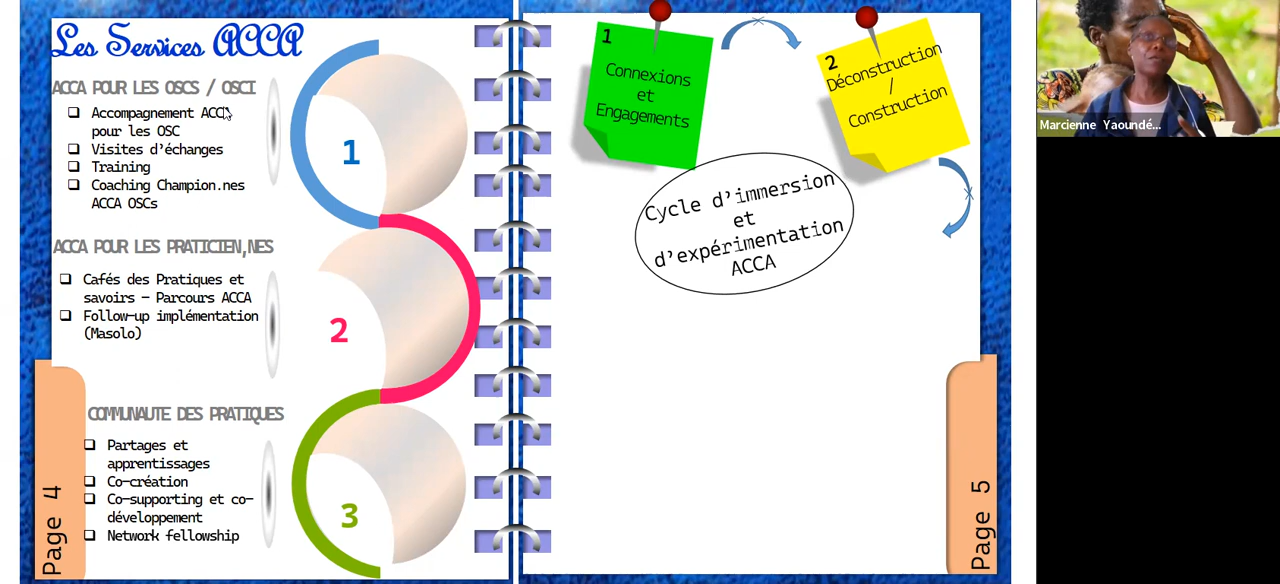 Les Services ACCA
ACCA POUR LES OSCS / OSCI
❑ Accompagnement ACCA
pour les OSC
❑ Visites d’échanges
❑ Training
❑ Coaching Champion.nes
ACCA OSCs
1
ACCA POUR LES PRATICIEN,NES
❑ Cafés des Pratiques et
savoirs – Parcours ACCA
❑ Follow-up implémentation
(Masolo)
2
COMMUNAUTE DES PRATIQUES
❑ Partages et
apprentissages
❑ Co-création
❑ Co-supporting et co-
développement
❑ Network fellowship
3
Page 4
1
Connexions
et
Engagements
2
Déconstruction
/
Construction
Cycle d’immersion
et
d’expérimentation
ACCA
Page 5
Marcienne Yaoundé...